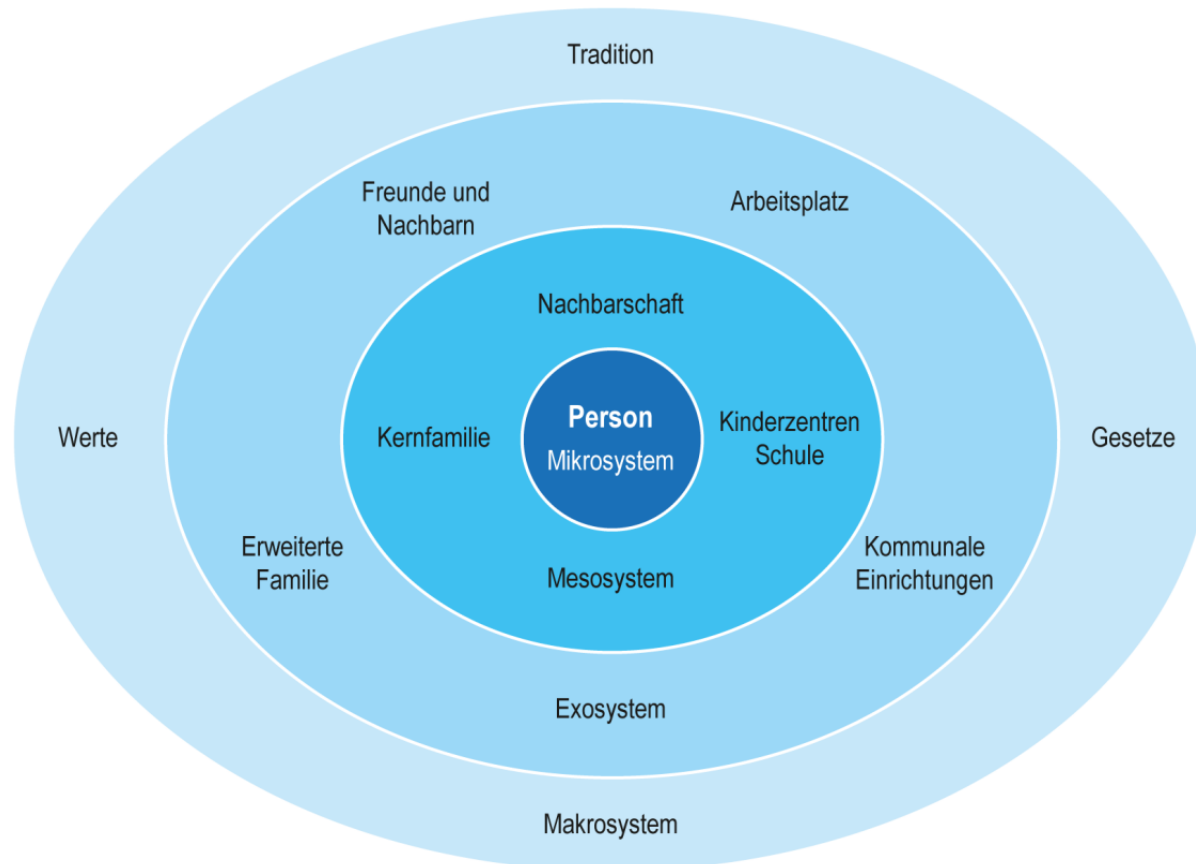 Tradition
Freunde und
Nachbarn
Arbeitsplatz
Nachbarschaft
Werte
Kernfamilie
Person
Mikrosystem
Kinderzentren
Schule
Gesetze
Erweiterte
Familie
Mesosystem
Kommunale
Einrichtungen
Exosystem
Makrosystem